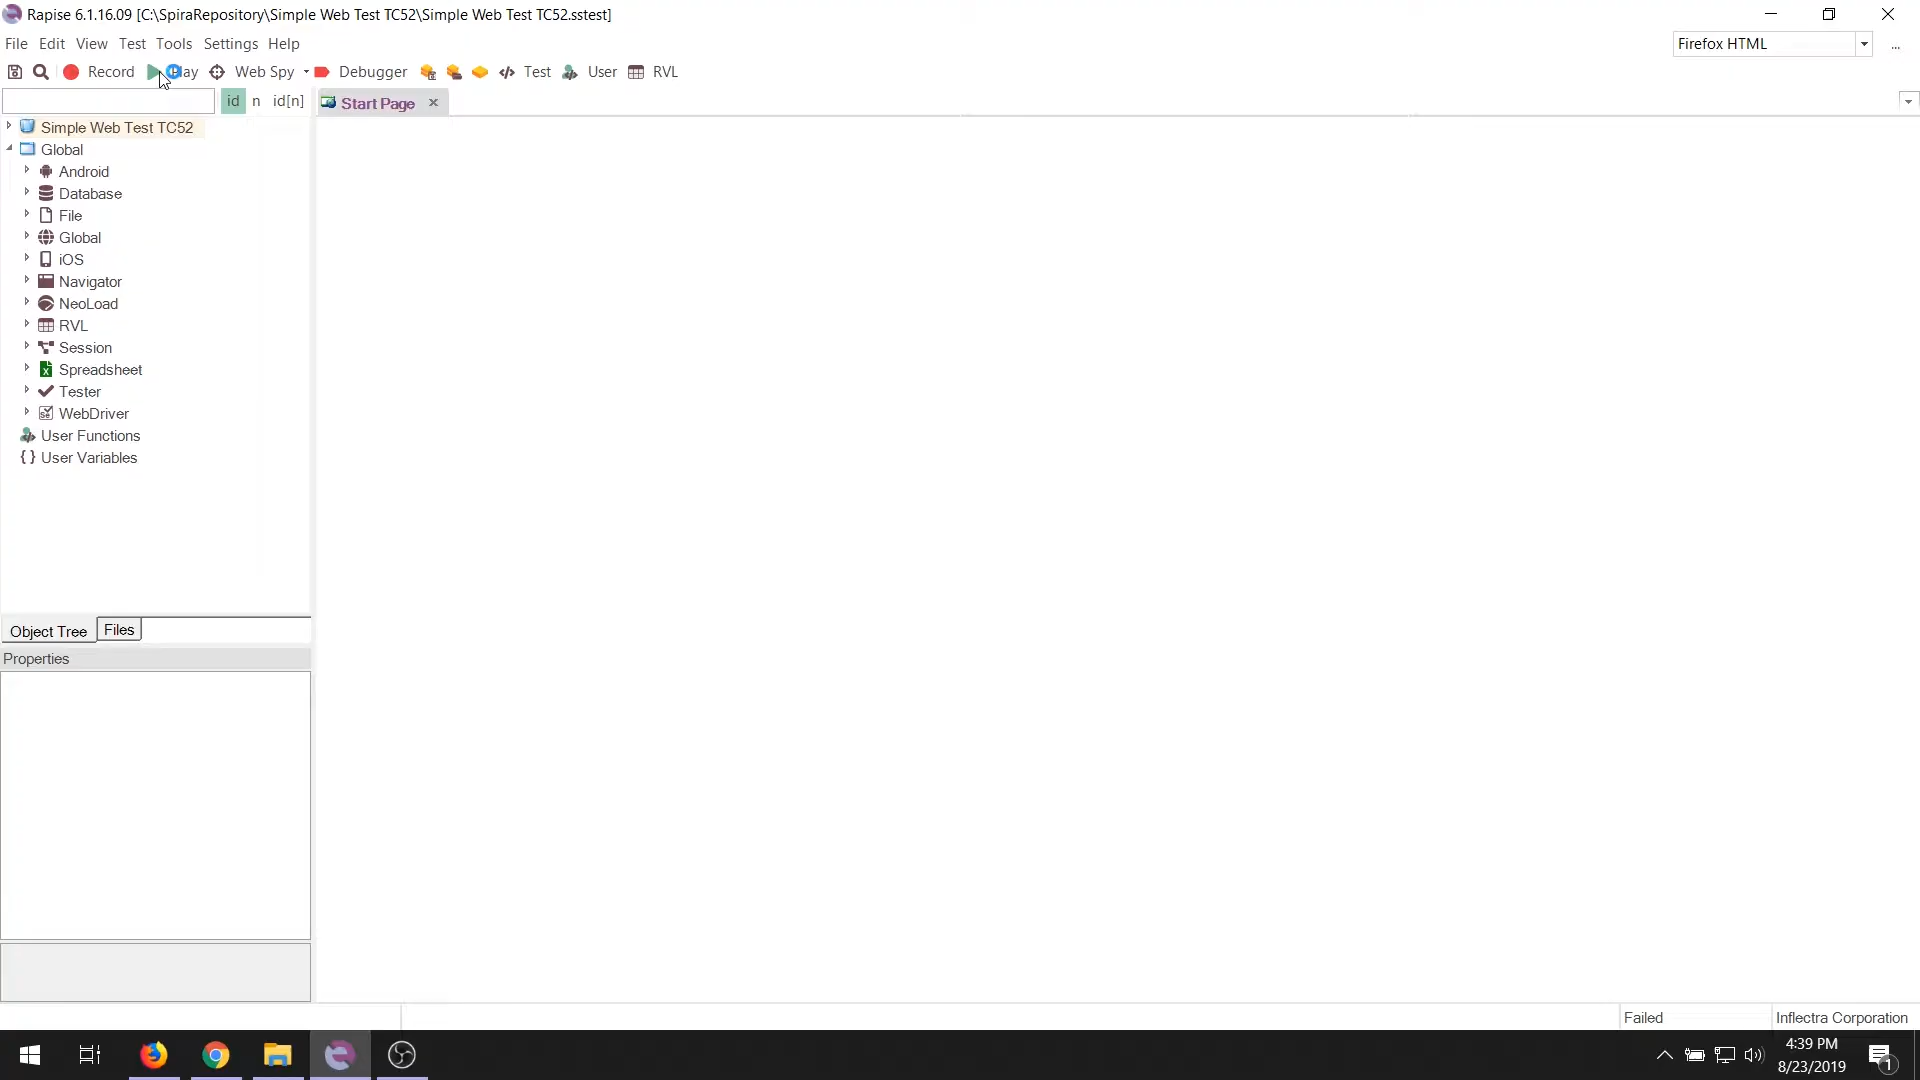 Rapise 6.1.16.09 [C:\SpiraRepository\Simple Web Test TC52\Simple Web Test TC52.sstest]
File Edit View Test Tools Settings Help
Firefox HTML
...
Record Play Web Spy Debugger Test User RVL
id n id[n]
Start Page
Simple Web Test TC52
Global
Android
Database
File
Global
iOS
Navigator
NeoLoad
RVL
Session
Spreadsheet
Tester
WebDriver
User Functions
{} User Variables
Object Tree Files
Properties
Failed Inflectra Corporation
4:39 PM
8/23/2019
1